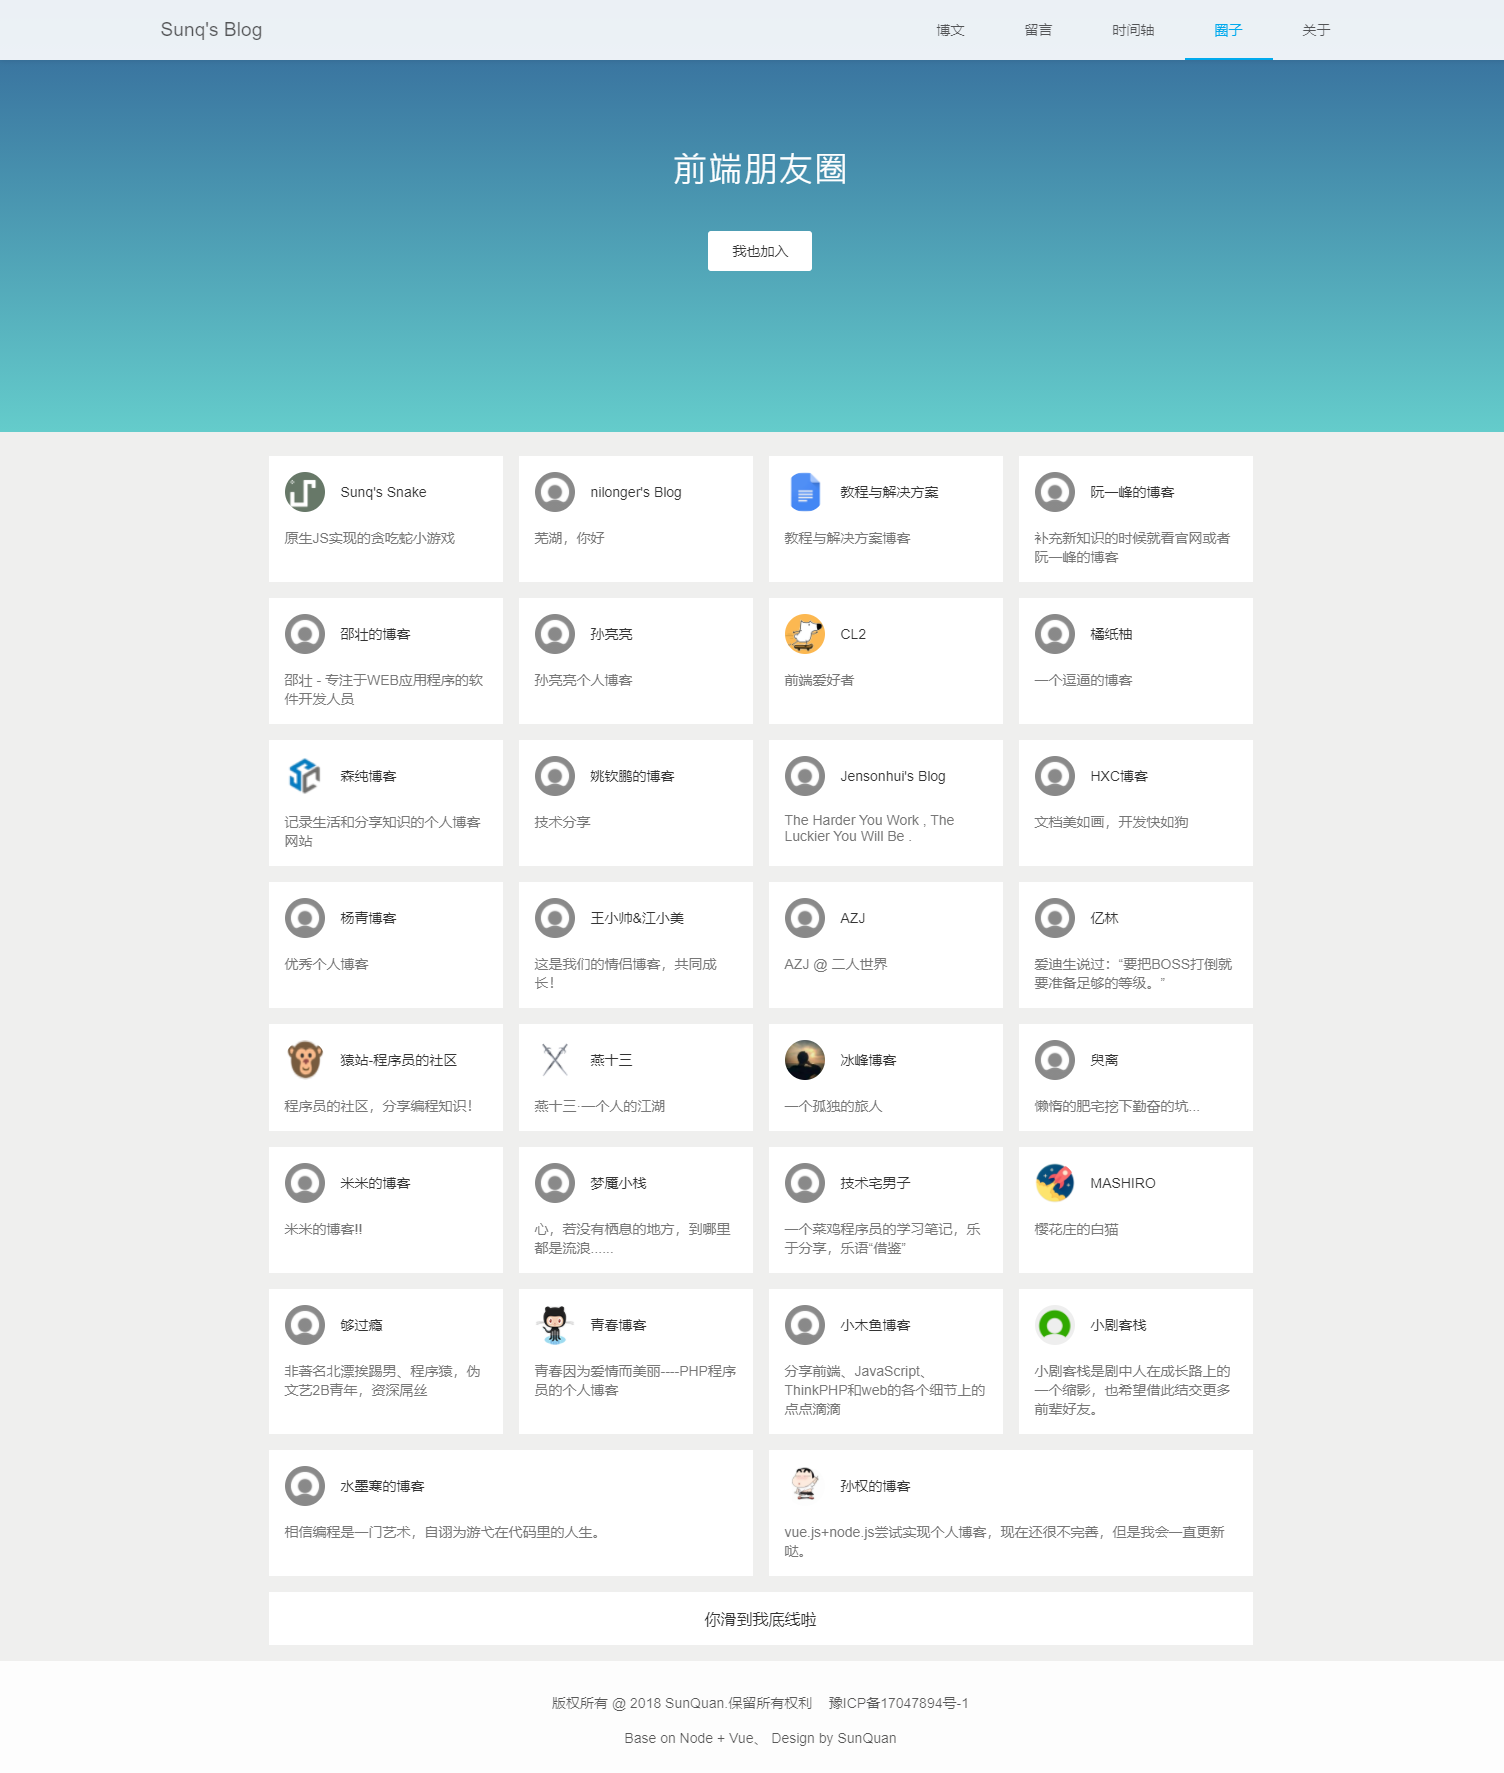 Sunq's Blog
博文
留言
时间轴
圈子
关于
前端朋友圈
我也加入
Sunq's Snake
原生JS实现的贪吃蛇小游戏
nilonger's Blog
芜湖，你好
教程与解决方案
教程与解决方案博客
阮一峰的博客
补充新知识的时候就看官网或者
阮一峰的博客
邵壮的博客
邵壮 - 专注于WEB应用程序的软
件开发人员
孙亮亮
孙亮亮个人博客
CL2
前端爱好者
橘纸柚
一个逗逼的博客
森纯博客
记录生活和分享知识的个人博客
网站
姚钦鹏的博客
技术分享
Jensonhui's Blog
The Harder You Work , The
Luckier You Will Be .
HXC博客
文档美如画，开发快如狗
杨青博客
优秀个人博客
王小帅&江小美
这是我们的情侣博客，共同成
长！
AZJ
AZJ @ 二人世界
亿林
爱迪生说过：“要把BOSS打倒就
要准备足够的等级。”
猿站-程序员的社区
程序员的社区，分享编程知识！
燕十三
燕十三·一个人的江湖
冰峰博客
一个孤独的旅人
臾离
懒惰的肥宅挖下勤奋的坑...
米米的博客
米米的博客!!
梦魇小栈
心，若没有栖息的地方，到哪里
都是流浪......
技术宅男子
一个菜鸡程序员的学习笔记，乐
于分享，乐语“借鉴”
MASHIRO
樱花庄的白猫
够过瘾
非著名北漂挨踢男、程序猿，伪
文艺2B青年，资深屌丝
青春博客
青春因为爱情而美丽----PHP程序
员的个人博客
小木鱼博客
分享前端、JavaScript、
ThinkPHP和web的各个细节上的
点点滴滴
小剧客栈
小剧客栈是剧中人在成长路上的
一个缩影，也希望借此结交更多
前辈好友。
水墨寒的博客
相信编程是一门艺术，自诩为游弋在代码里的人生。
孙权的博客
vue.js+node.js尝试实现个人博客，现在还很不完善，但是我会一直更新
哒。
你滑到我底线啦
版权所有 @ 2018 SunQuan.保留所有权利 豫ICP备17047894号-1
Base on Node + Vue、 Design by SunQuan